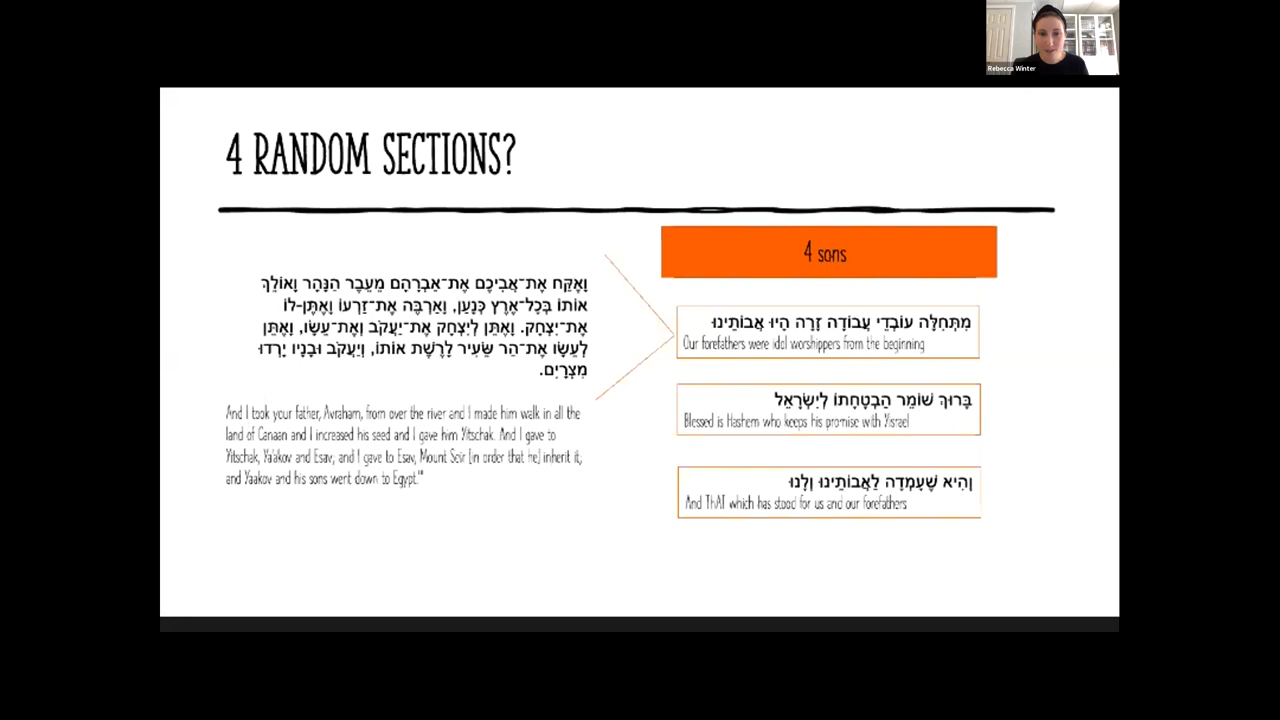 Rebecca Winter
4 RANDOM SECTIONS?
4 sons
וָאֶקַּח אֶת־אֲבִיכֶם אֶת־אַבְרָהָם מֵעֵבֶר הַנָּהָר וָאוֹלֵךְ
אוֹתוֹ בְּכָל־אֶרֶץ כְּנָעַן, וָאַרְבֶּה אֶת־זַרְעוֹ וָאֶתֶּן-לוֹ
אֶת־יִצְחָק. וָאֶתֵּן לְיִצְחָק אֶת־יַעֲקֹב וְאֶת־עֵשָׂו, וָאֶתֵּן
לְעֵשָׂו אֶת־הַר שֵּׂעִיר לָרֶשֶׁת אוֹתוֹ, וְיַעֲקֹב וּבָנָיו יָרְדוּ
מִצְרָיִם.
And I took your father, Avraham, from over the river and I made him walk in all the
land of Canaan and I increased his seed and I gave him Yitschak. And I gave to
Yitschak, Ya'akov and Esav; and I gave to Esav, Mount Seir [in order that he] inherit it;
and Yaakov and his sons went down to Egypt."
מִתְּחִלָּה עוֹבְדֵי עֲבוֹדָה זָרָה הָיוּ אֲבוֹתֵינוּ
Our forefathers were idol worshippers from the beginning
בָּרוּךְ שׁוֹמֵר הַבְטָחָתוֹ לְיִשְׂרָאֵל
Blessed is Hashem who keeps his promise with Yisrael
וְהִיא שֶׁעָמְדָה לַאֲבוֹתֵינוּ וְלָנוּ
And ThAT which has stood for us and our forefathers